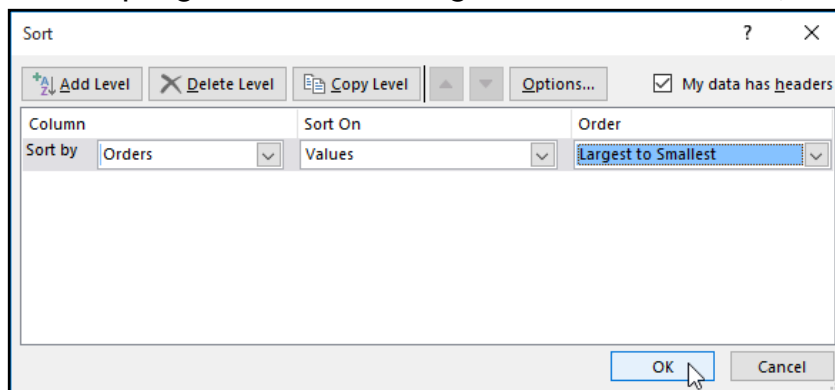 Sort ? ×
Add Level Delete Level Copy Level Options... My data has headers
Column Sort On Order
Sort by Orders Values Largest to Smallest
OK Cancel